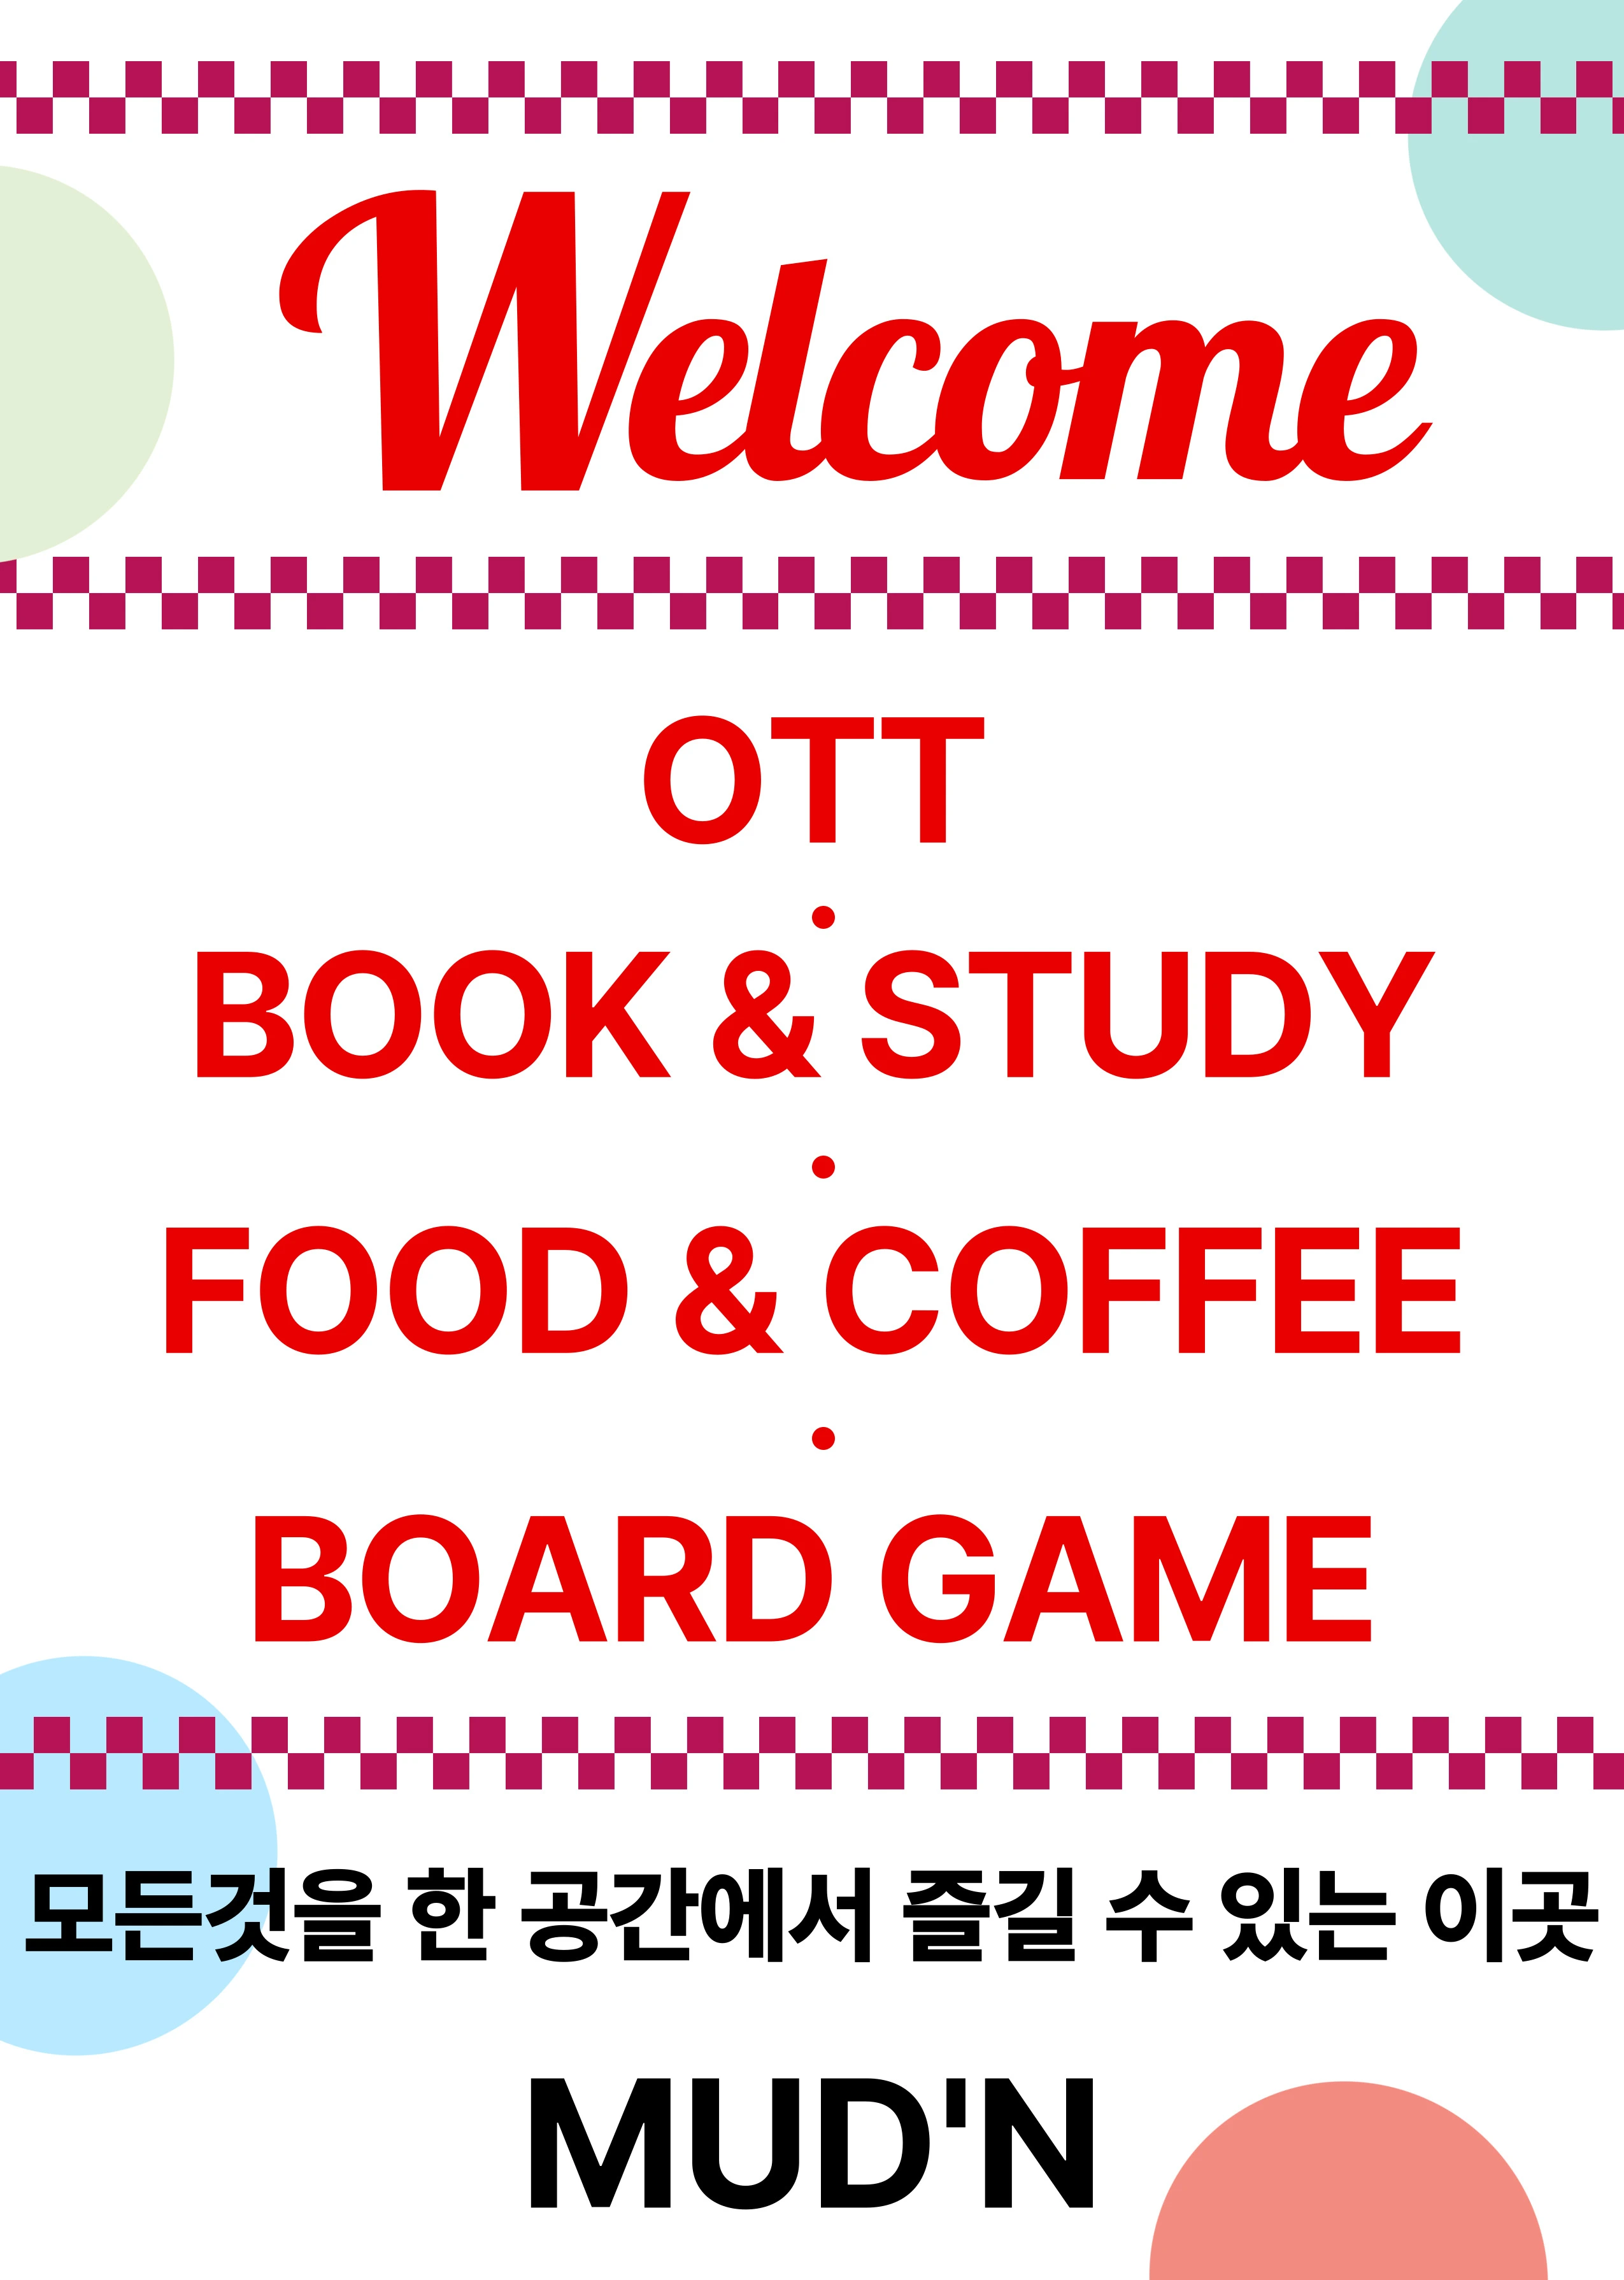 Welcome
OTT
•
BOOK & STUDY
•
FOOD & COFFEE
•
BOARD GAME
모든것을 한 공간에서 즐길 수 있는 이곳
MUD'N